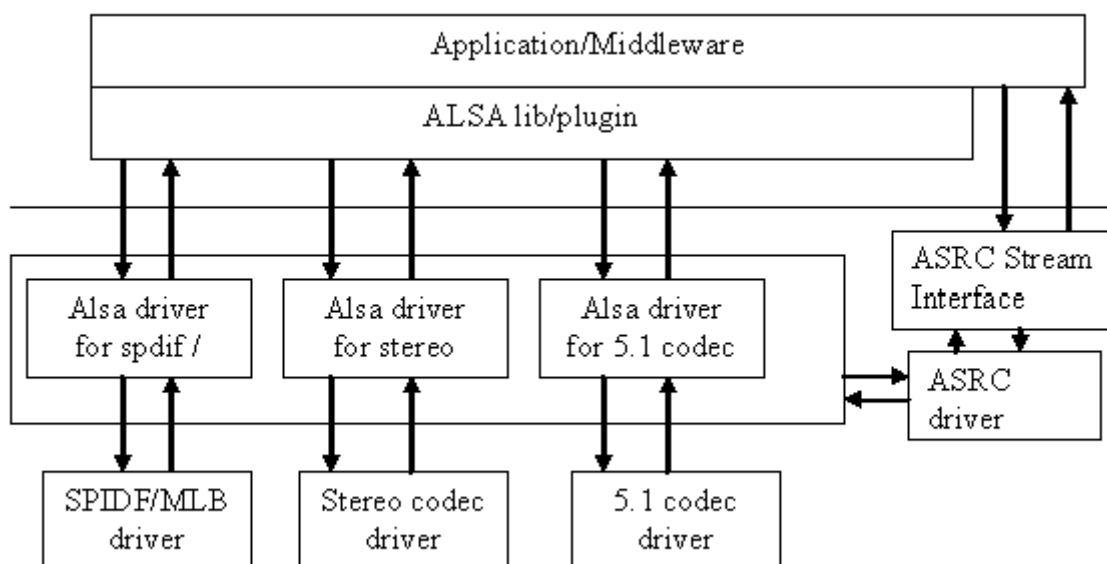 Application/Middleware
ALSA lib/plugin
ASRC Stream
Interface
Alsa driver
for spdif /
Alsa driver
for stereo
Alsa driver
for 5.1 codec
ASRC
driver
SPIDF/MLB
driver
Stereo codec
driver
5.1 codec
driver